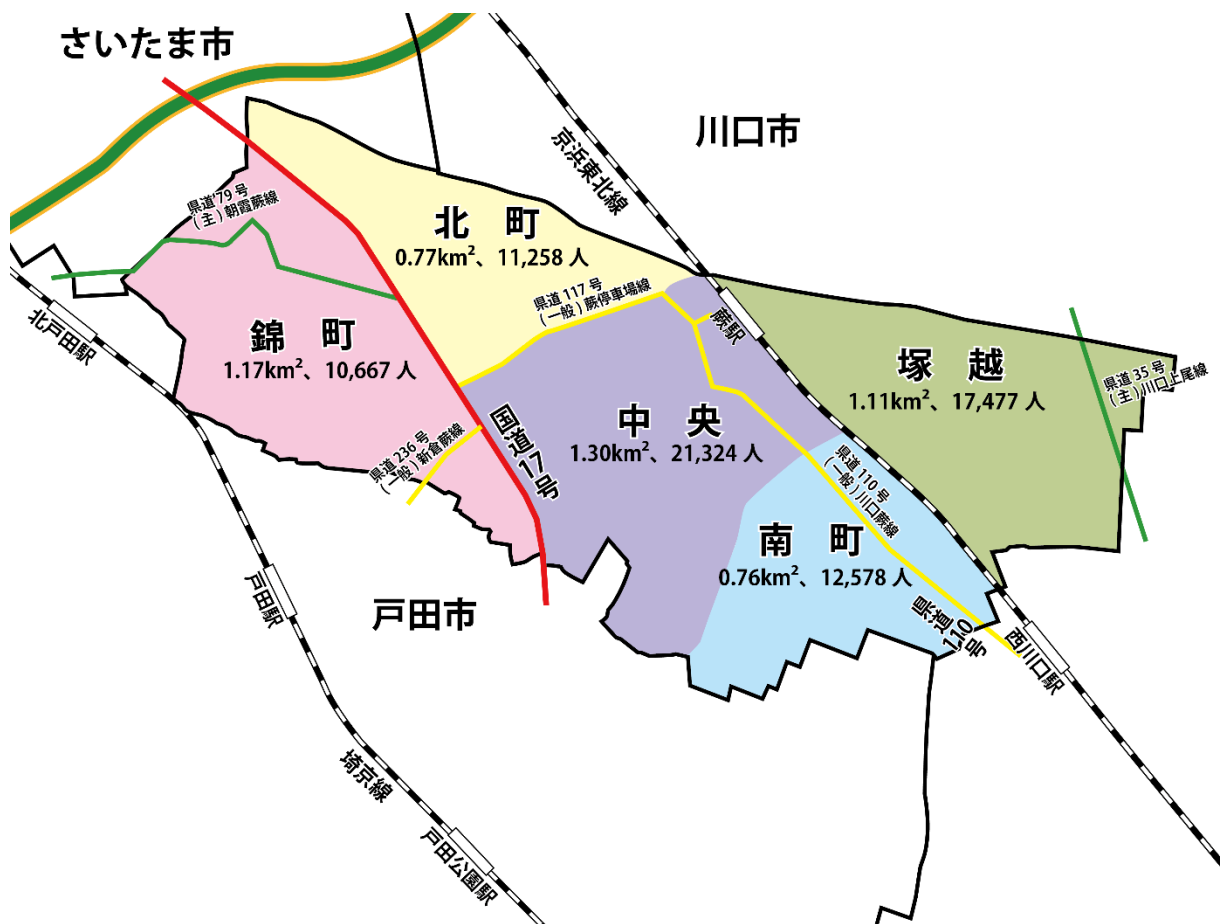 さいたま市
川口市
京浜東北線
県道 79 号
(主) 朝霞蕨線
北 町
0.77km²、11,258 人
県道 117 号
(一般) 蕨停車場線
蕨駅
北戸田駅
錦 町
1.17km²、10,667 人
塚 越
1.11km²、17,477 人
県道 35 号
(主) 川口上尾線
中 央
1.30km²、21,324 人
国道17号
県道 236 号
(一般) 新倉蕨線
県道 110 号
(一般) 川口蕨線
南 町
0.76km²、12,578 人
戸田駅
戸田市
県道110号
西川口駅
埼京線
戸田公園駅